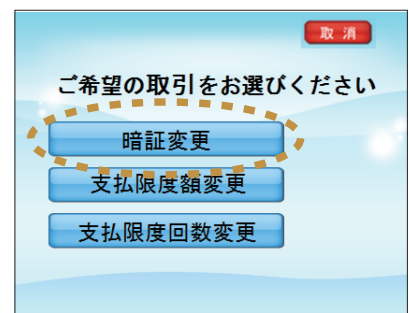 取 消
ご希望の取引をお選びください
暗証変更
支払限度額変更
支払限度回数変更